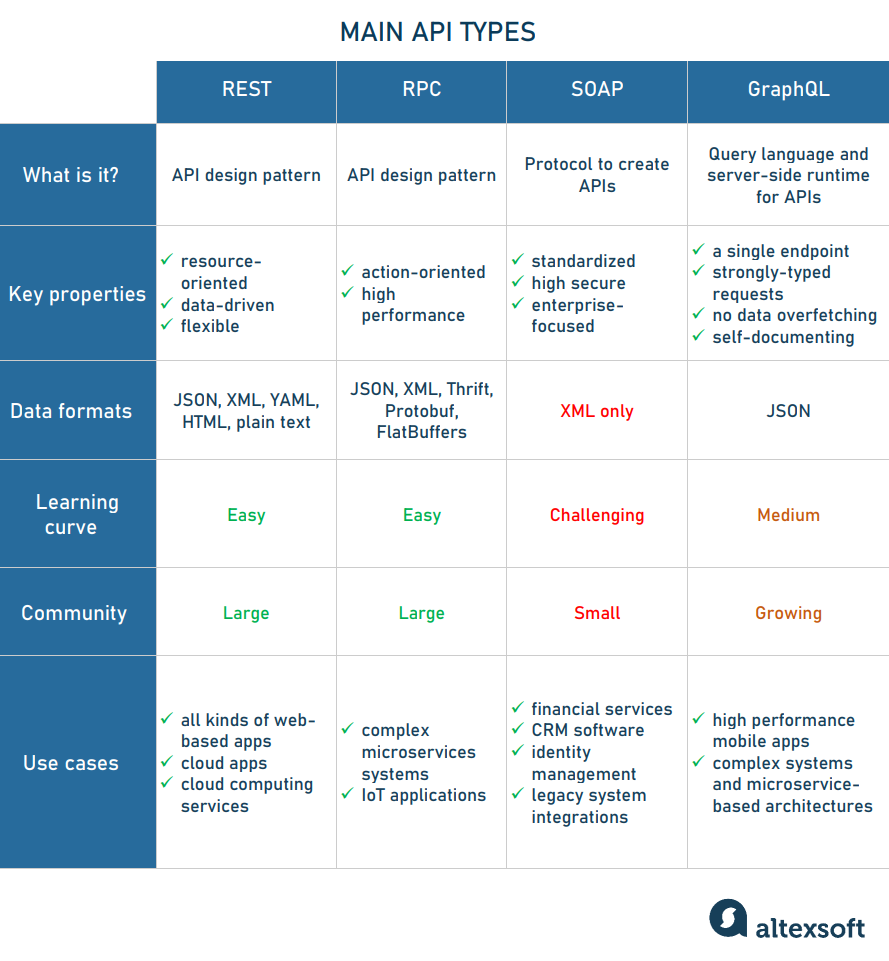 MAIN API TYPES
REST
RPC
SOAP
GraphQL
What is it?
API design pattern
API design pattern
Protocol to create
APIs
Query language and
server-side runtime
for APIs
Key properties
resource-
oriented
data-driven
flexible
action-oriented
high
performance
standardized
high secure
enterprise-
focused
a single endpoint
strongly-typed
requests
no data overfetching
self-documenting
Data formats
JSON, XML, YAML,
HTML, plain text
JSON, XML, Thrift,
Protobuf,
FlatBuffers
XML only
JSON
Learning
curve
Easy
Easy
Challenging
Medium
Community
Large
Large
Small
Growing
Use cases
all kinds of web-
based apps
cloud apps
cloud computing
services
complex
microservices
systems
IoT applications
financial services
CRM software
identity
management
legacy system
integrations
high performance
mobile apps
complex systems
and microservice-
based architectures
altexsoft